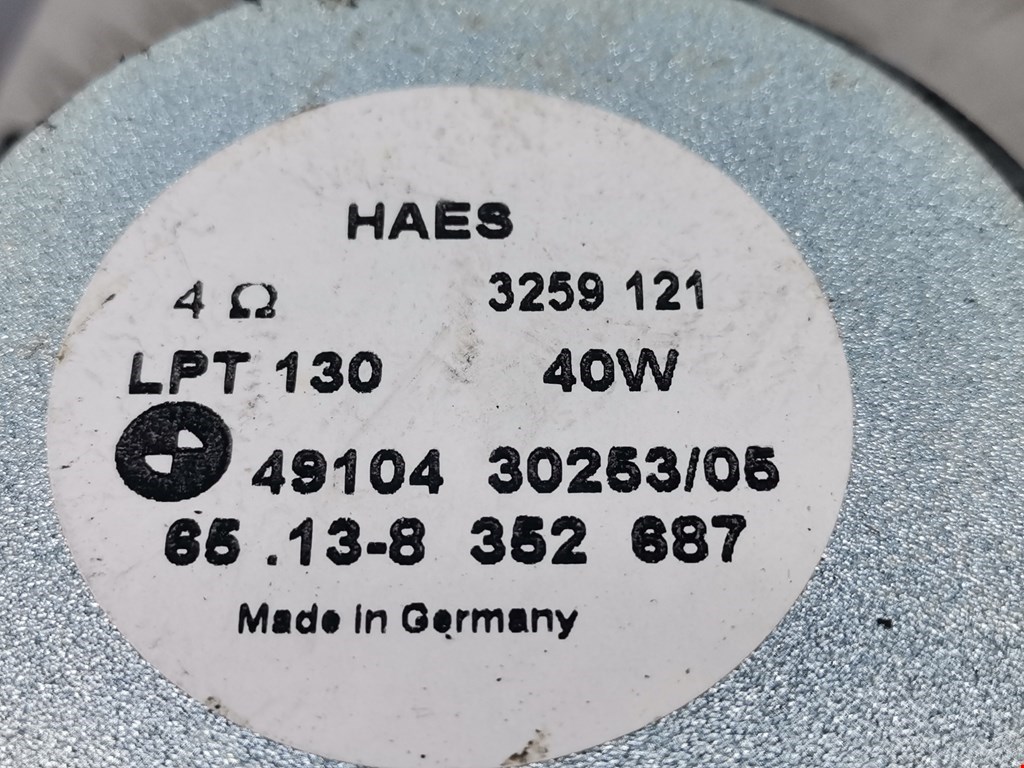 HAES
4 Ω 3259 121
LPT 130 40W
49104 30253/05
65 .13-8 352 687
Made in Germany